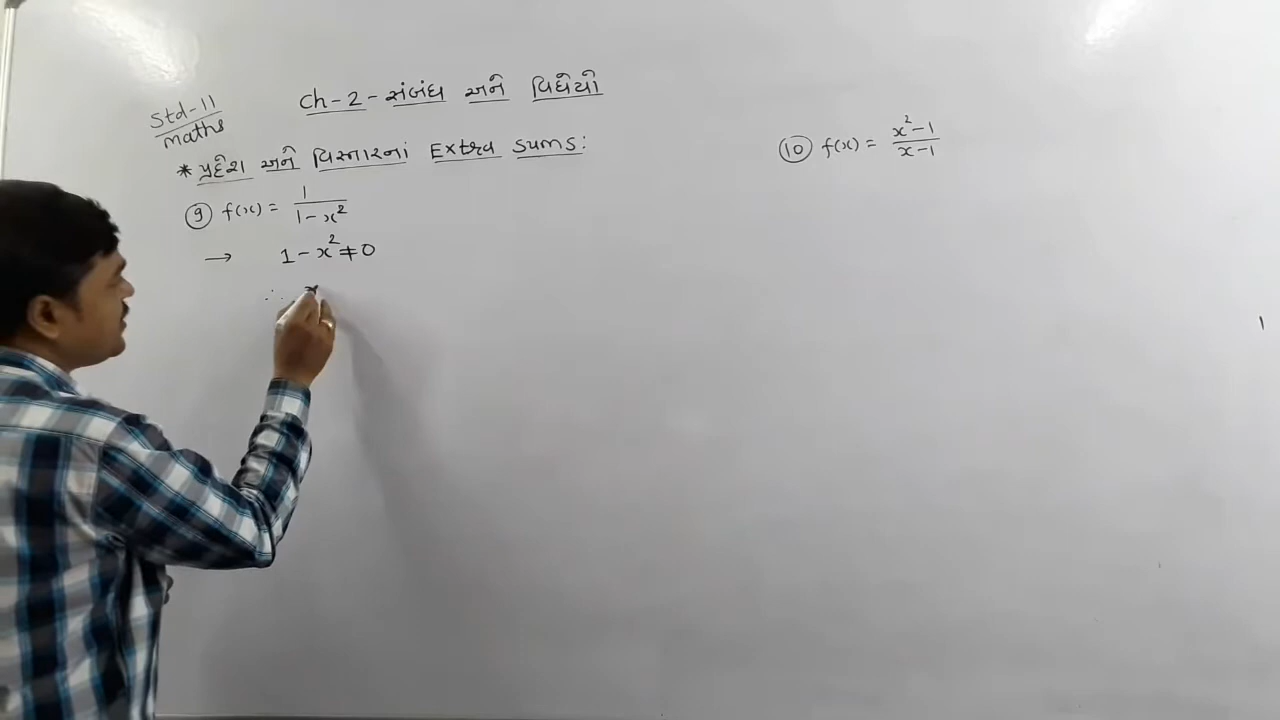 Std-11
maths
Ch-2-સંબંધ અને વિધેયો
* પ્રદેશ અને વિસ્તારનાં Extra sums:
9 f(x) = 1/(1-x²)
→ 1-x² ≠ 0
∴ x
10 f(x) = (x²-1)/(x-1)